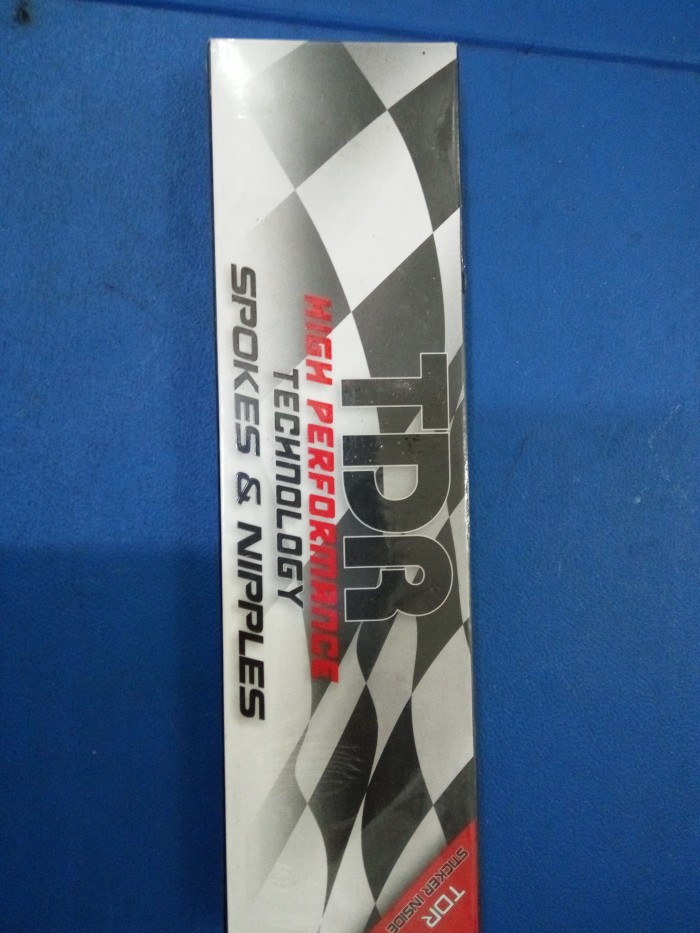 TDR
HIGH PERFORMANCE
TECHNOLOGY
SPOKES & NIPPLES
TDR
STICKER INSIDE